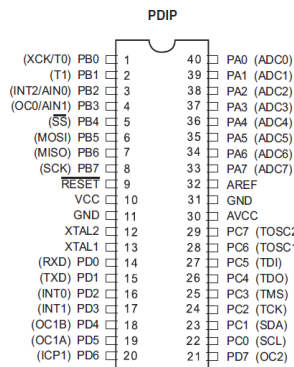 PDIP
(XCK/T0) PB0 1 40 PA0 (ADC0)
(T1) PB1 2 39 PA1 (ADC1)
(INT2/AIN0) PB2 3 38 PA2 (ADC2)
(OC0/AIN1) PB3 4 37 PA3 (ADC3)
(SS) PB4 5 36 PA4 (ADC4)
(MOSI) PB5 6 35 PA5 (ADC5)
(MISO) PB6 7 34 PA6 (ADC6)
(SCK) PB7 8 33 PA7 (ADC7)
RESET 9 32 AREF
VCC 10 31 GND
GND 11 30 AVCC
XTAL2 12 29 PC7 (TOSC2
XTAL1 13 28 PC6 (TOSC1
(RXD) PD0 14 27 PC5 (TDI)
(TXD) PD1 15 26 PC4 (TDO)
(INT0) PD2 16 25 PC3 (TMS)
(INT1) PD3 17 24 PC2 (TCK)
(OC1B) PD4 18 23 PC1 (SDA)
(OC1A) PD5 19 22 PC0 (SCL)
(ICP1) PD6 20 21 PD7 (OC2)